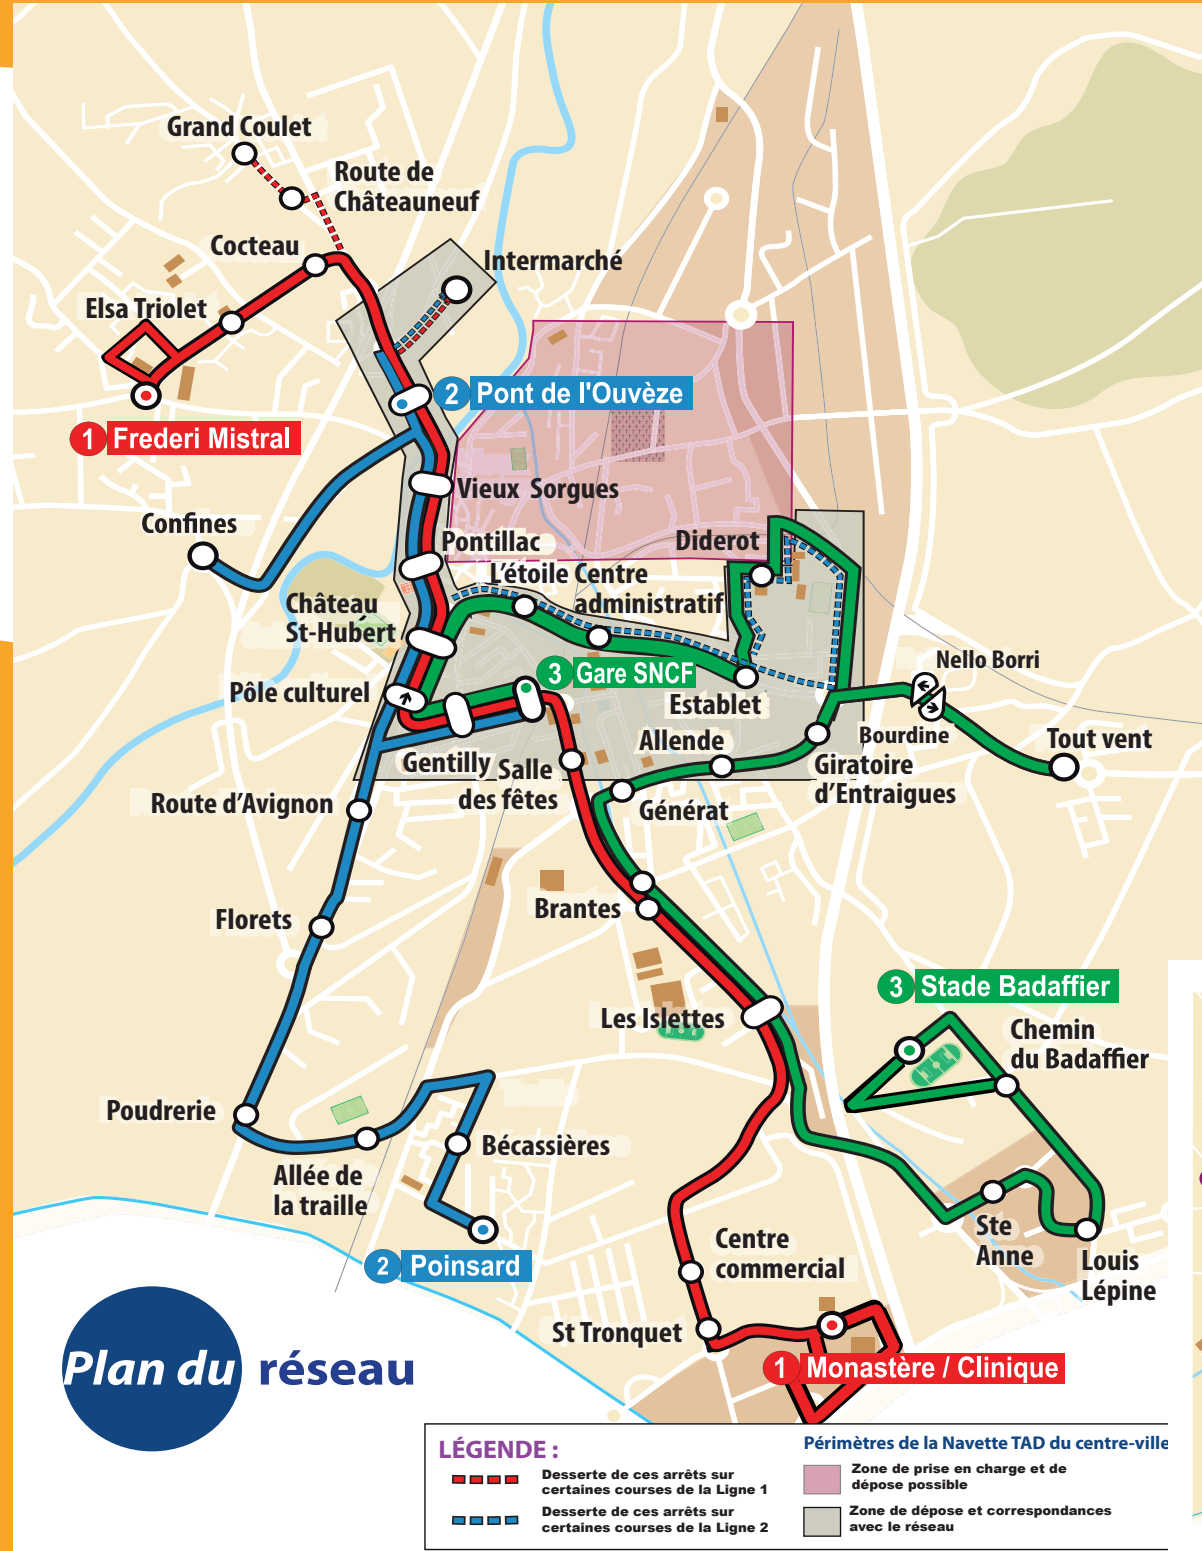 Grand Coulet
Route de
Châteauneuf
Cocteau
Intermarché
Elsa Triolet
2 Pont de l'Ouvèze
1 Frederi Mistral
Vieux Sorgues
Confines
Pontillac
Diderot
L'étoile Centre
administratif
Château
St-Hubert
Nello Borri
3 Gare SNCF
Pôle culturel
Establet
Bourdine
Allende
Tout vent
Gentilly
Salle
des fêtes
Giratoire
d'Entraigues
Route d'Avignon
Générat
Brantes
Florets
3 Stade Badaffier
Les Islettes
Chemin
du Badaffier
Poudrerie
Bécassières
Allée de
la traille
Ste
Anne
Centre
commercial
Louis
Lépine
2 Poinsard
St Tronquet
1 Monastère / Clinique
Plan du réseau
LÉGENDE :
Desserte de ces arrêts sur
certaines courses de la Ligne 1
Desserte de ces arrêts sur
certaines courses de la Ligne 2
Périmètres de la Navette TAD du centre-ville
Zone de prise en charge et de
dépose possible
Zone de dépose et correspondances
avec le réseau